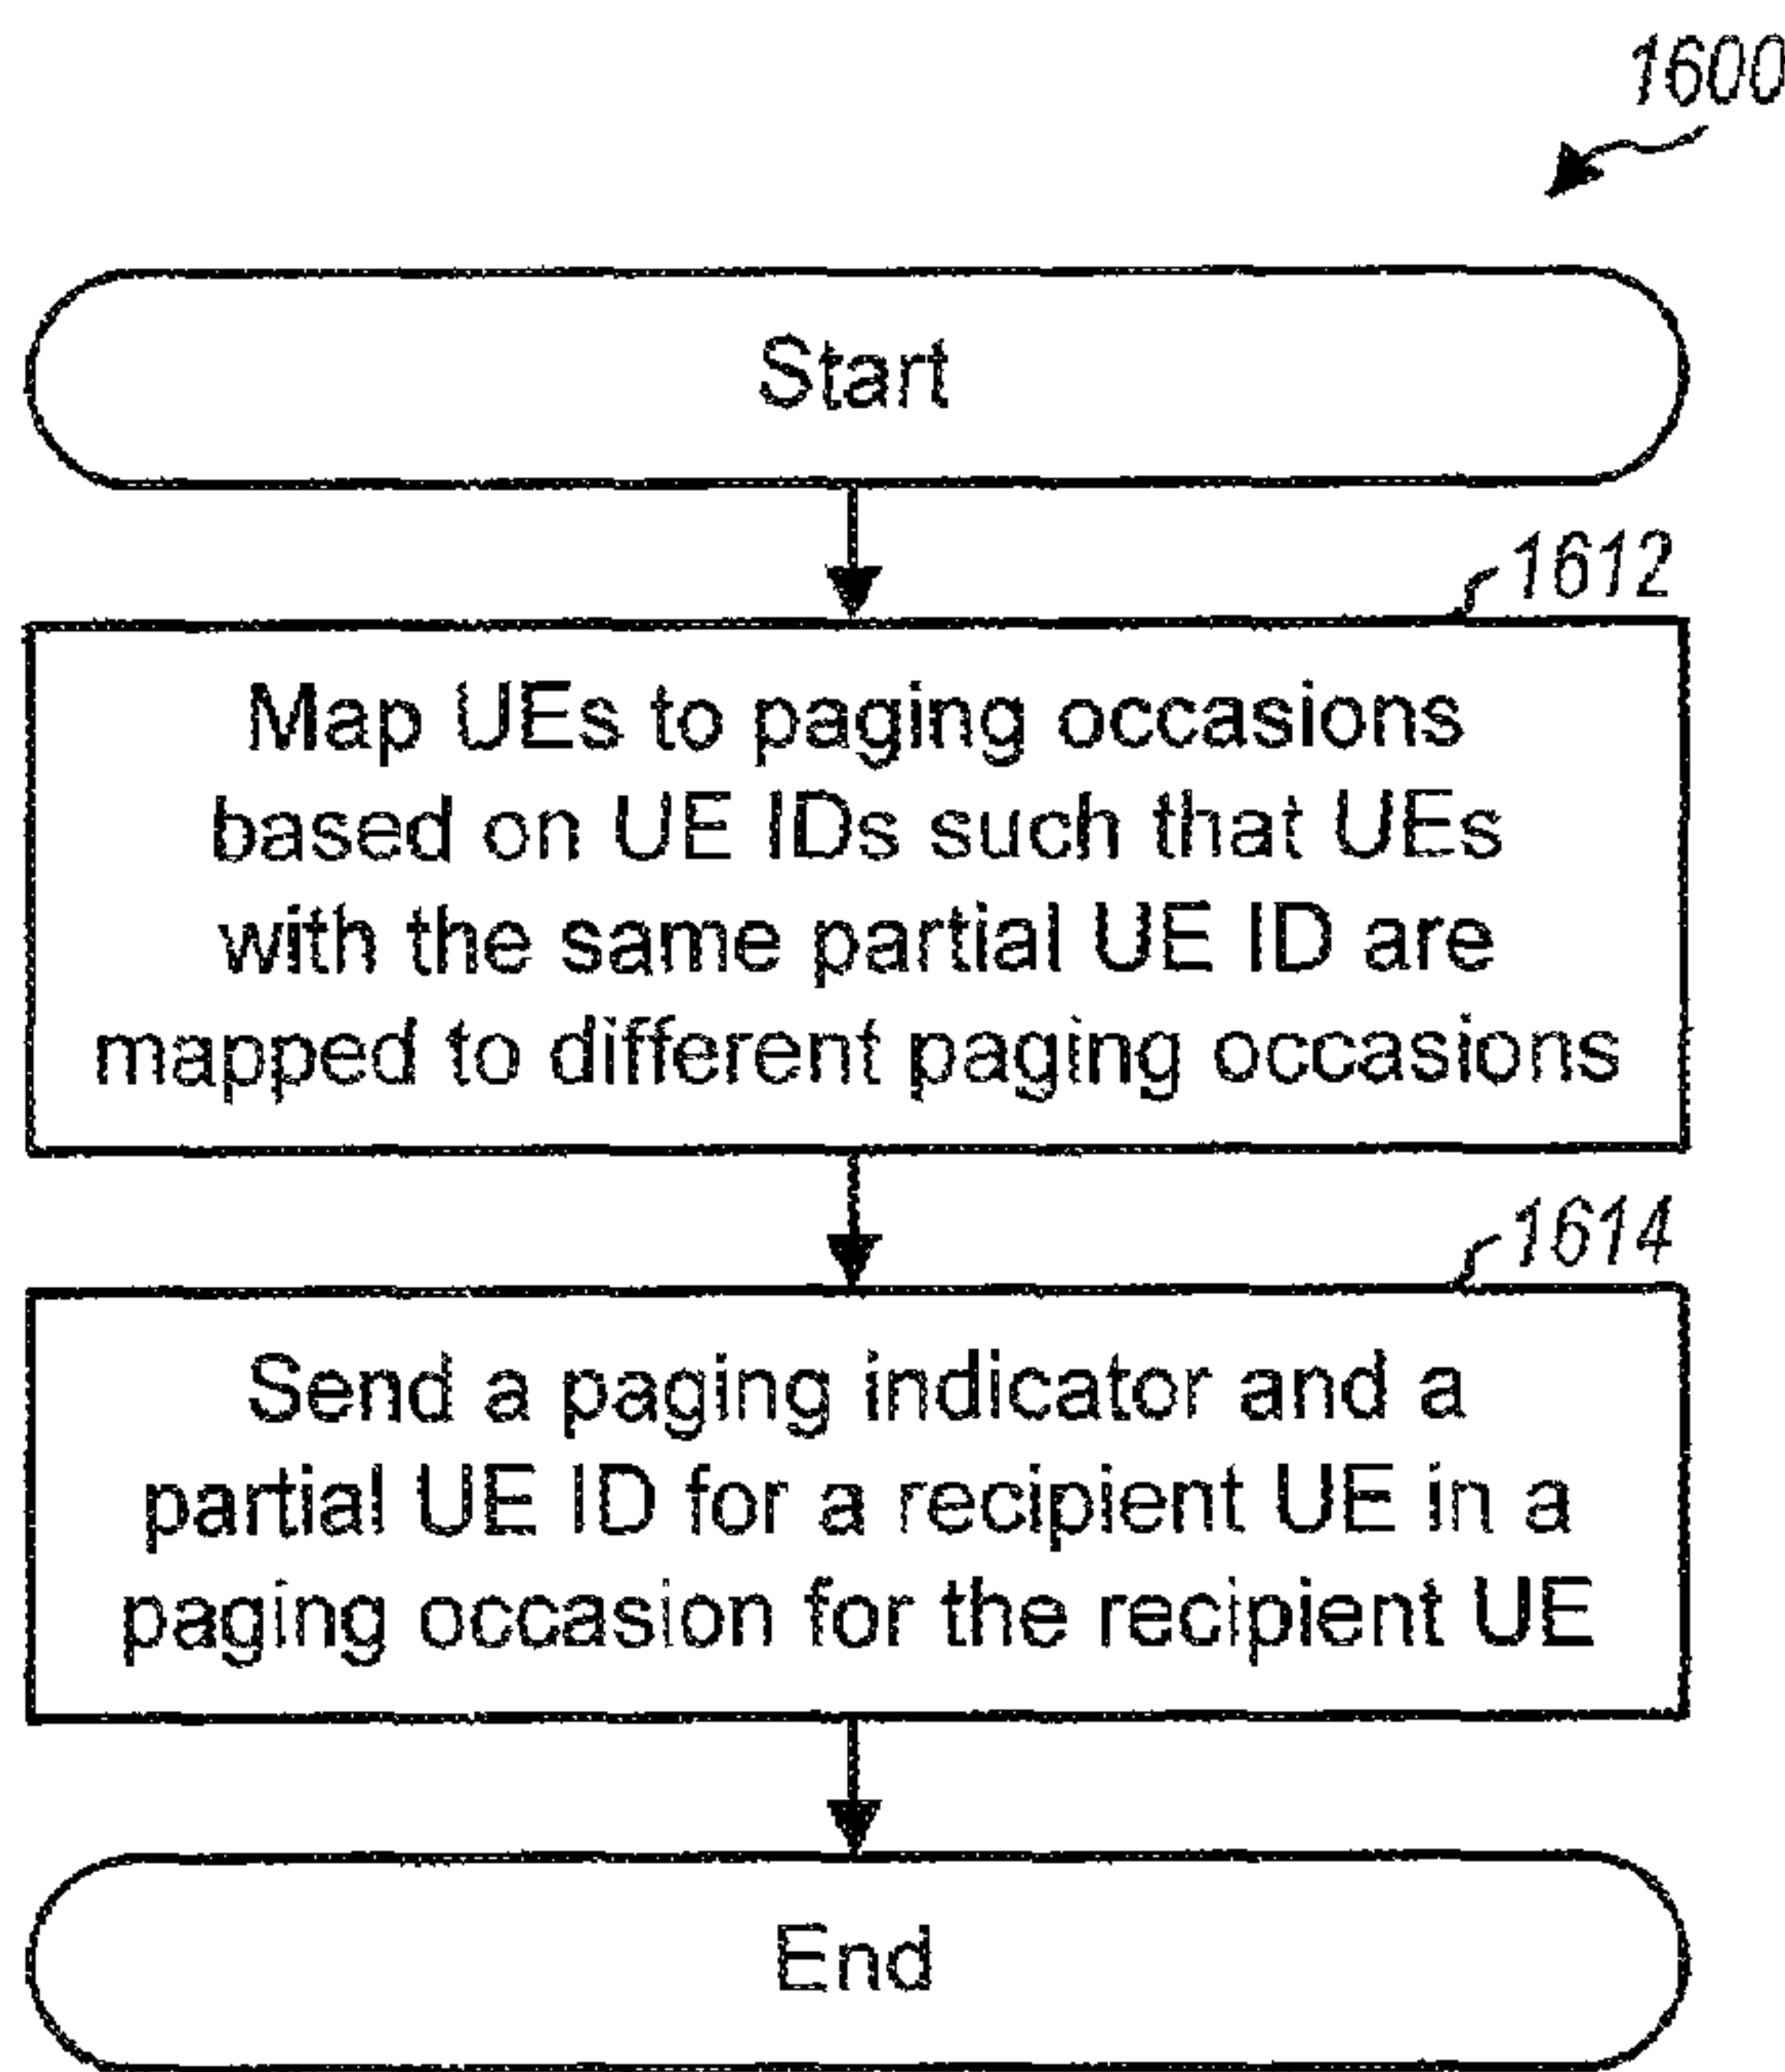 1600
Start
1612
Map UEs to paging occasions
based on UE IDs such that UEs
with the same partial UE ID are
mapped to different paging occasions
1614
Send a paging indicator and a
partial UE ID for a recipient UE in a
paging occasion for the recipient UE
End